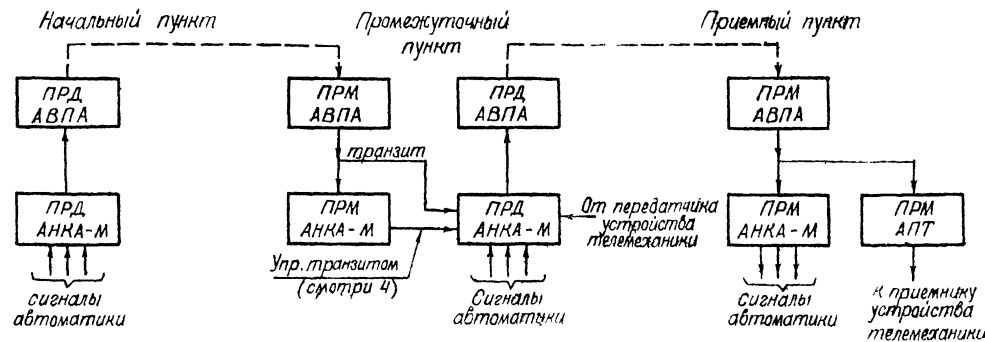 Начальный пункт
Промежуточный
пункт
Приемный пункт
ПРД
АВПА
ПРМ
АВПА
ПРД
АВПА
ПРМ
АВПА
транзит
ПРД
АНКА-М
ПРМ
АНКА-М
ПРД
АНКА-М
От передатчика
устройства
телемеханики
ПРМ
АНКА-М
ПРМ
АПТ
Упр. транзитом
(смотри 4)
сигналы
автоматики
Сигналы
автоматики
сигналы
автоматики
к приемнику
устройства
телемеханики